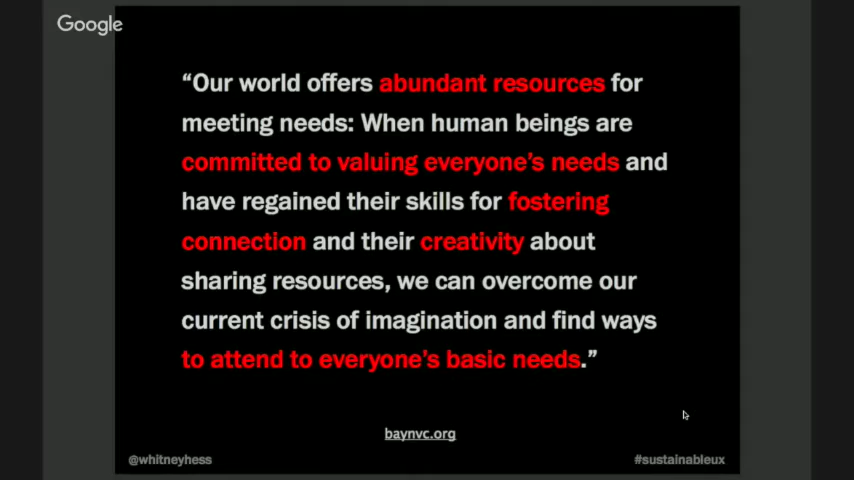 Google
“Our world offers abundant resources for
meeting needs: When human beings are
committed to valuing everyone’s needs and
have regained their skills for fostering
connection and their creativity about
sharing resources, we can overcome our
current crisis of imagination and find ways
to attend to everyone’s basic needs.”
baynvc.org
@whitneyhess
#sustainableux